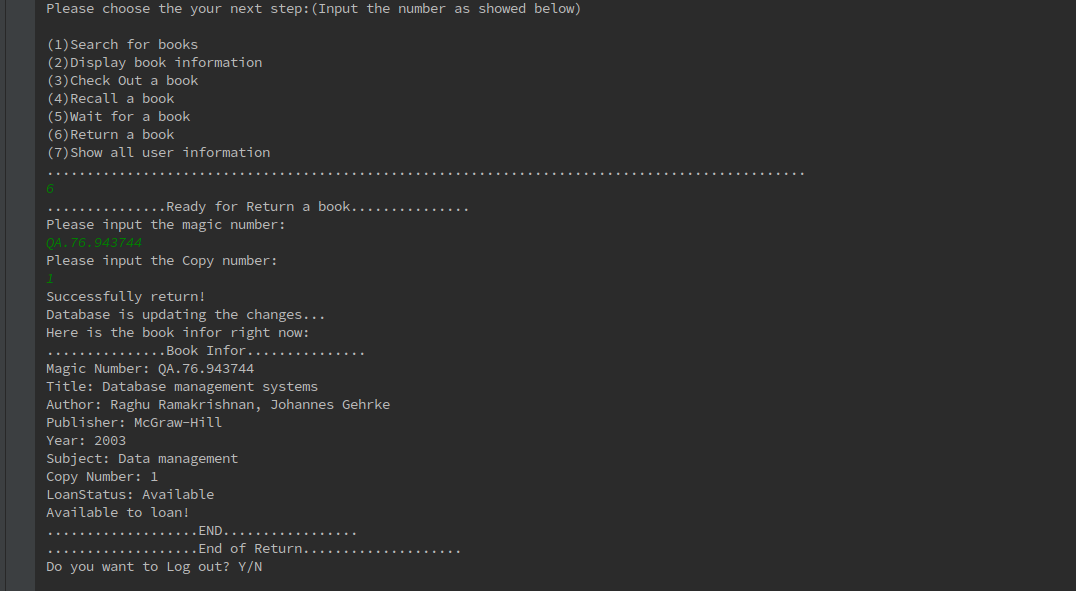 Please choose the your next step:(Input the number as showed below)
(1)Search for books
(2)Display book information
(3)Check Out a book
(4)Recall a book
(5)Wait for a book
(6)Return a book
(7)Show all user information
...............................................................................................
6
...............Ready for Return a book...............
Please input the magic number:
QA.76.943744
Please input the Copy number:
1
Successfully return!
Database is updating the changes...
Here is the book infor right now:
...............Book Infor...............
Magic Number: QA.76.943744
Title: Database management systems
Author: Raghu Ramakrishnan, Johannes Gehrke
Publisher: McGraw-Hill
Year: 2003
Subject: Data management
Copy Number: 1
LoanStatus: Available
Available to loan!
...................END.................
...................End of Return....................
Do you want to Log out? Y/N